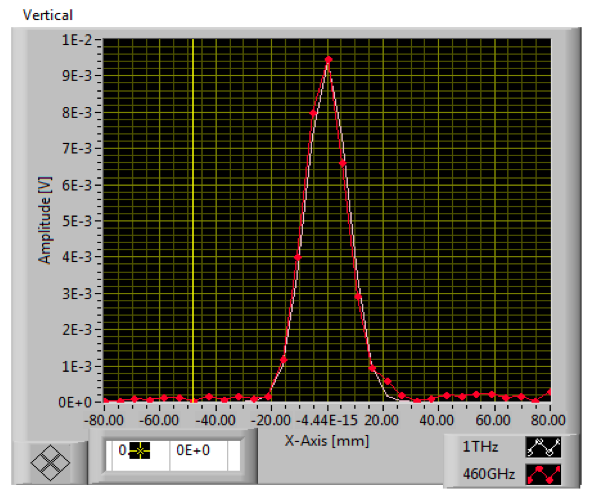 Vertical
1E-2
9E-3
8E-3
7E-3
6E-3
5E-3
4E-3
3E-3
2E-3
1E-3
0E+0
Amplitude [V]
-80.00 -60.00 -40.00 -20.00 -4.44E-15 20.00 40.00 60.00 80.00
X-Axis [mm]
0. 0E+0
1THz
460GHz